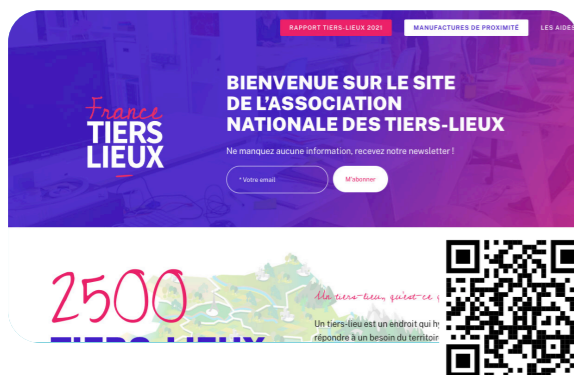 RAPPORT TIERS-LIEUX 2021
MANUFACTURES DE PROXIMITÉ
LES AIDES
France
TIERS
LIEUX
BIENVENUE SUR LE SITE
DE L'ASSOCIATION
NATIONALE DES TIERS-LIEUX
Ne manquez aucune information, recevez notre newsletter !
* Votre email
M'abonner
2500
TIERS-LIEUX
Un tiers-lieu, qu'est-ce
Un tiers-lieu est un endroit qui
répondre à un besoin du